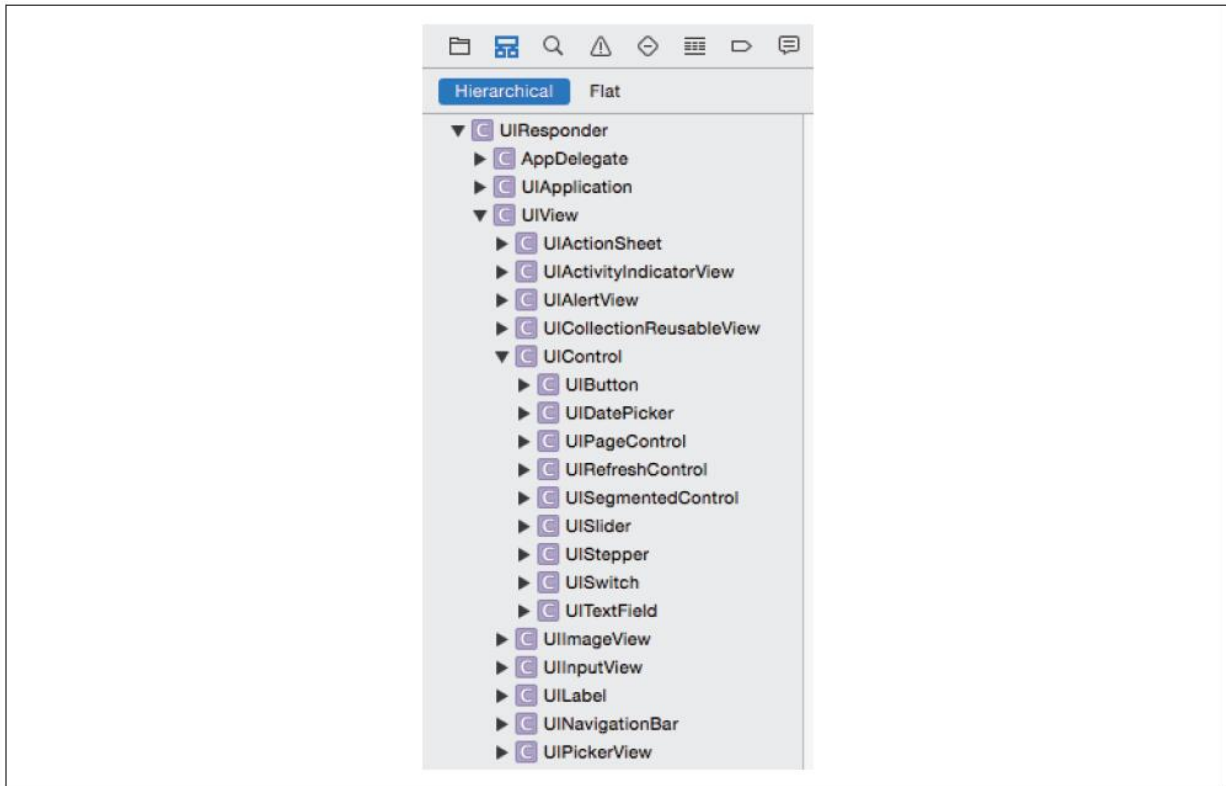 Hierarchical Flat
C UIResponder
C AppDelegate
C UIApplication
C UIView
C UIActionSheet
C UIActivityIndicatorView
C UIAlertView
C UICollectionReusableView
C UIControl
C UIButton
C UIDatePicker
C UIPageControl
C UIRefreshControl
C UISegmentedControl
C UISlider
C UIStepper
C UISwitch
C UITextField
C UIImageView
C UIInputView
C UILabel
C UINavigationBar
C UIPickerView